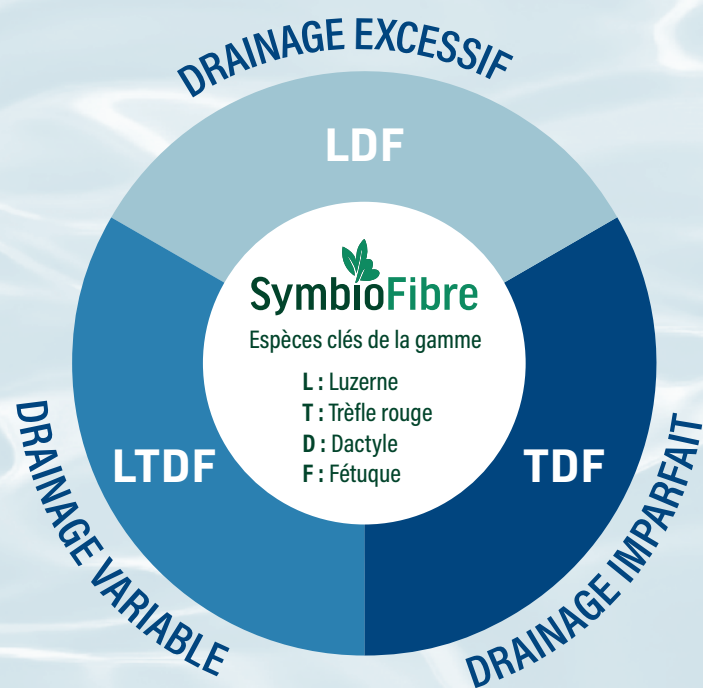 DRAINAGE EXCESSIF
LDF
SymbioFibre
Espèces clés de la gamme
L : Luzerne
T : Trèfle rouge
D : Dactyle
F : Fétuque
LTDF
TDF
DRAINAGE VARIABLE
DRAINAGE IMPARFAIT